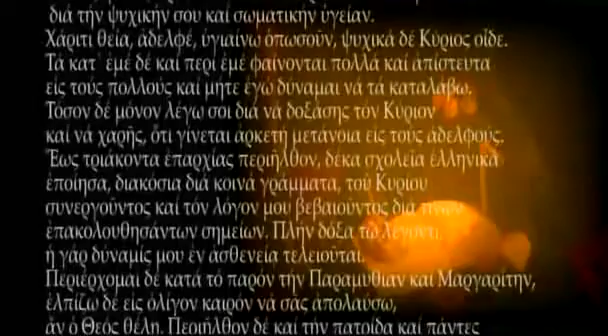 διά τήν ψυχικήν σου καί σωματικήν ὑγείαν.
Χάριτι θεία, ἀδελφέ, ὑγιαίνω ὁπωσοῦν, ψυχικά δέ Κύριος οἶδε.
Τά κατ᾽ ἐμέ δέ καί περί ἐμέ φαίνονται πολλά καί ἀπίστευτα
εἰς τούς πολλούς καί μήτε ἐγώ δύναμαι νά τά καταλάβω.
Τόσον δέ μόνον λέγω σοι διά νά δοξάσης τόν Κύριον
καί νά χαρῆς, ὅτι γίνεται ἀρκετή μετάνοια εἰς τούς ἀδελφούς.
Ἕως τριάκοντα ἐπαρχίας περιῆλθον, δέκα σχολεῖα ἑλληνικά
ἐποίησα, διακόσια διά κοινά γράμματα, τοῦ Κυρίου
συνεργοῦντος καί τόν λόγον μου βεβαιοῦντος διά τινων
ἐπακολουθησάντων σημείων. Πλήν δόξα τῶ λέγοντι,
ἡ γάρ δύναμίς μου ἐν ἀσθενεία τελειοῦται.
Περιέρχομαι δέ κατά τό παρόν τήν Παραμυθίαν καί Μαργαρίτην,
ἐλπίζω δέ εἰς ὀλίγον καιρόν νά σᾶς ἀπολαύσω,
ἄν ὁ Θεός θέλη. Περιῆλθον δέ καί τήν πατρίδα καί πάντες